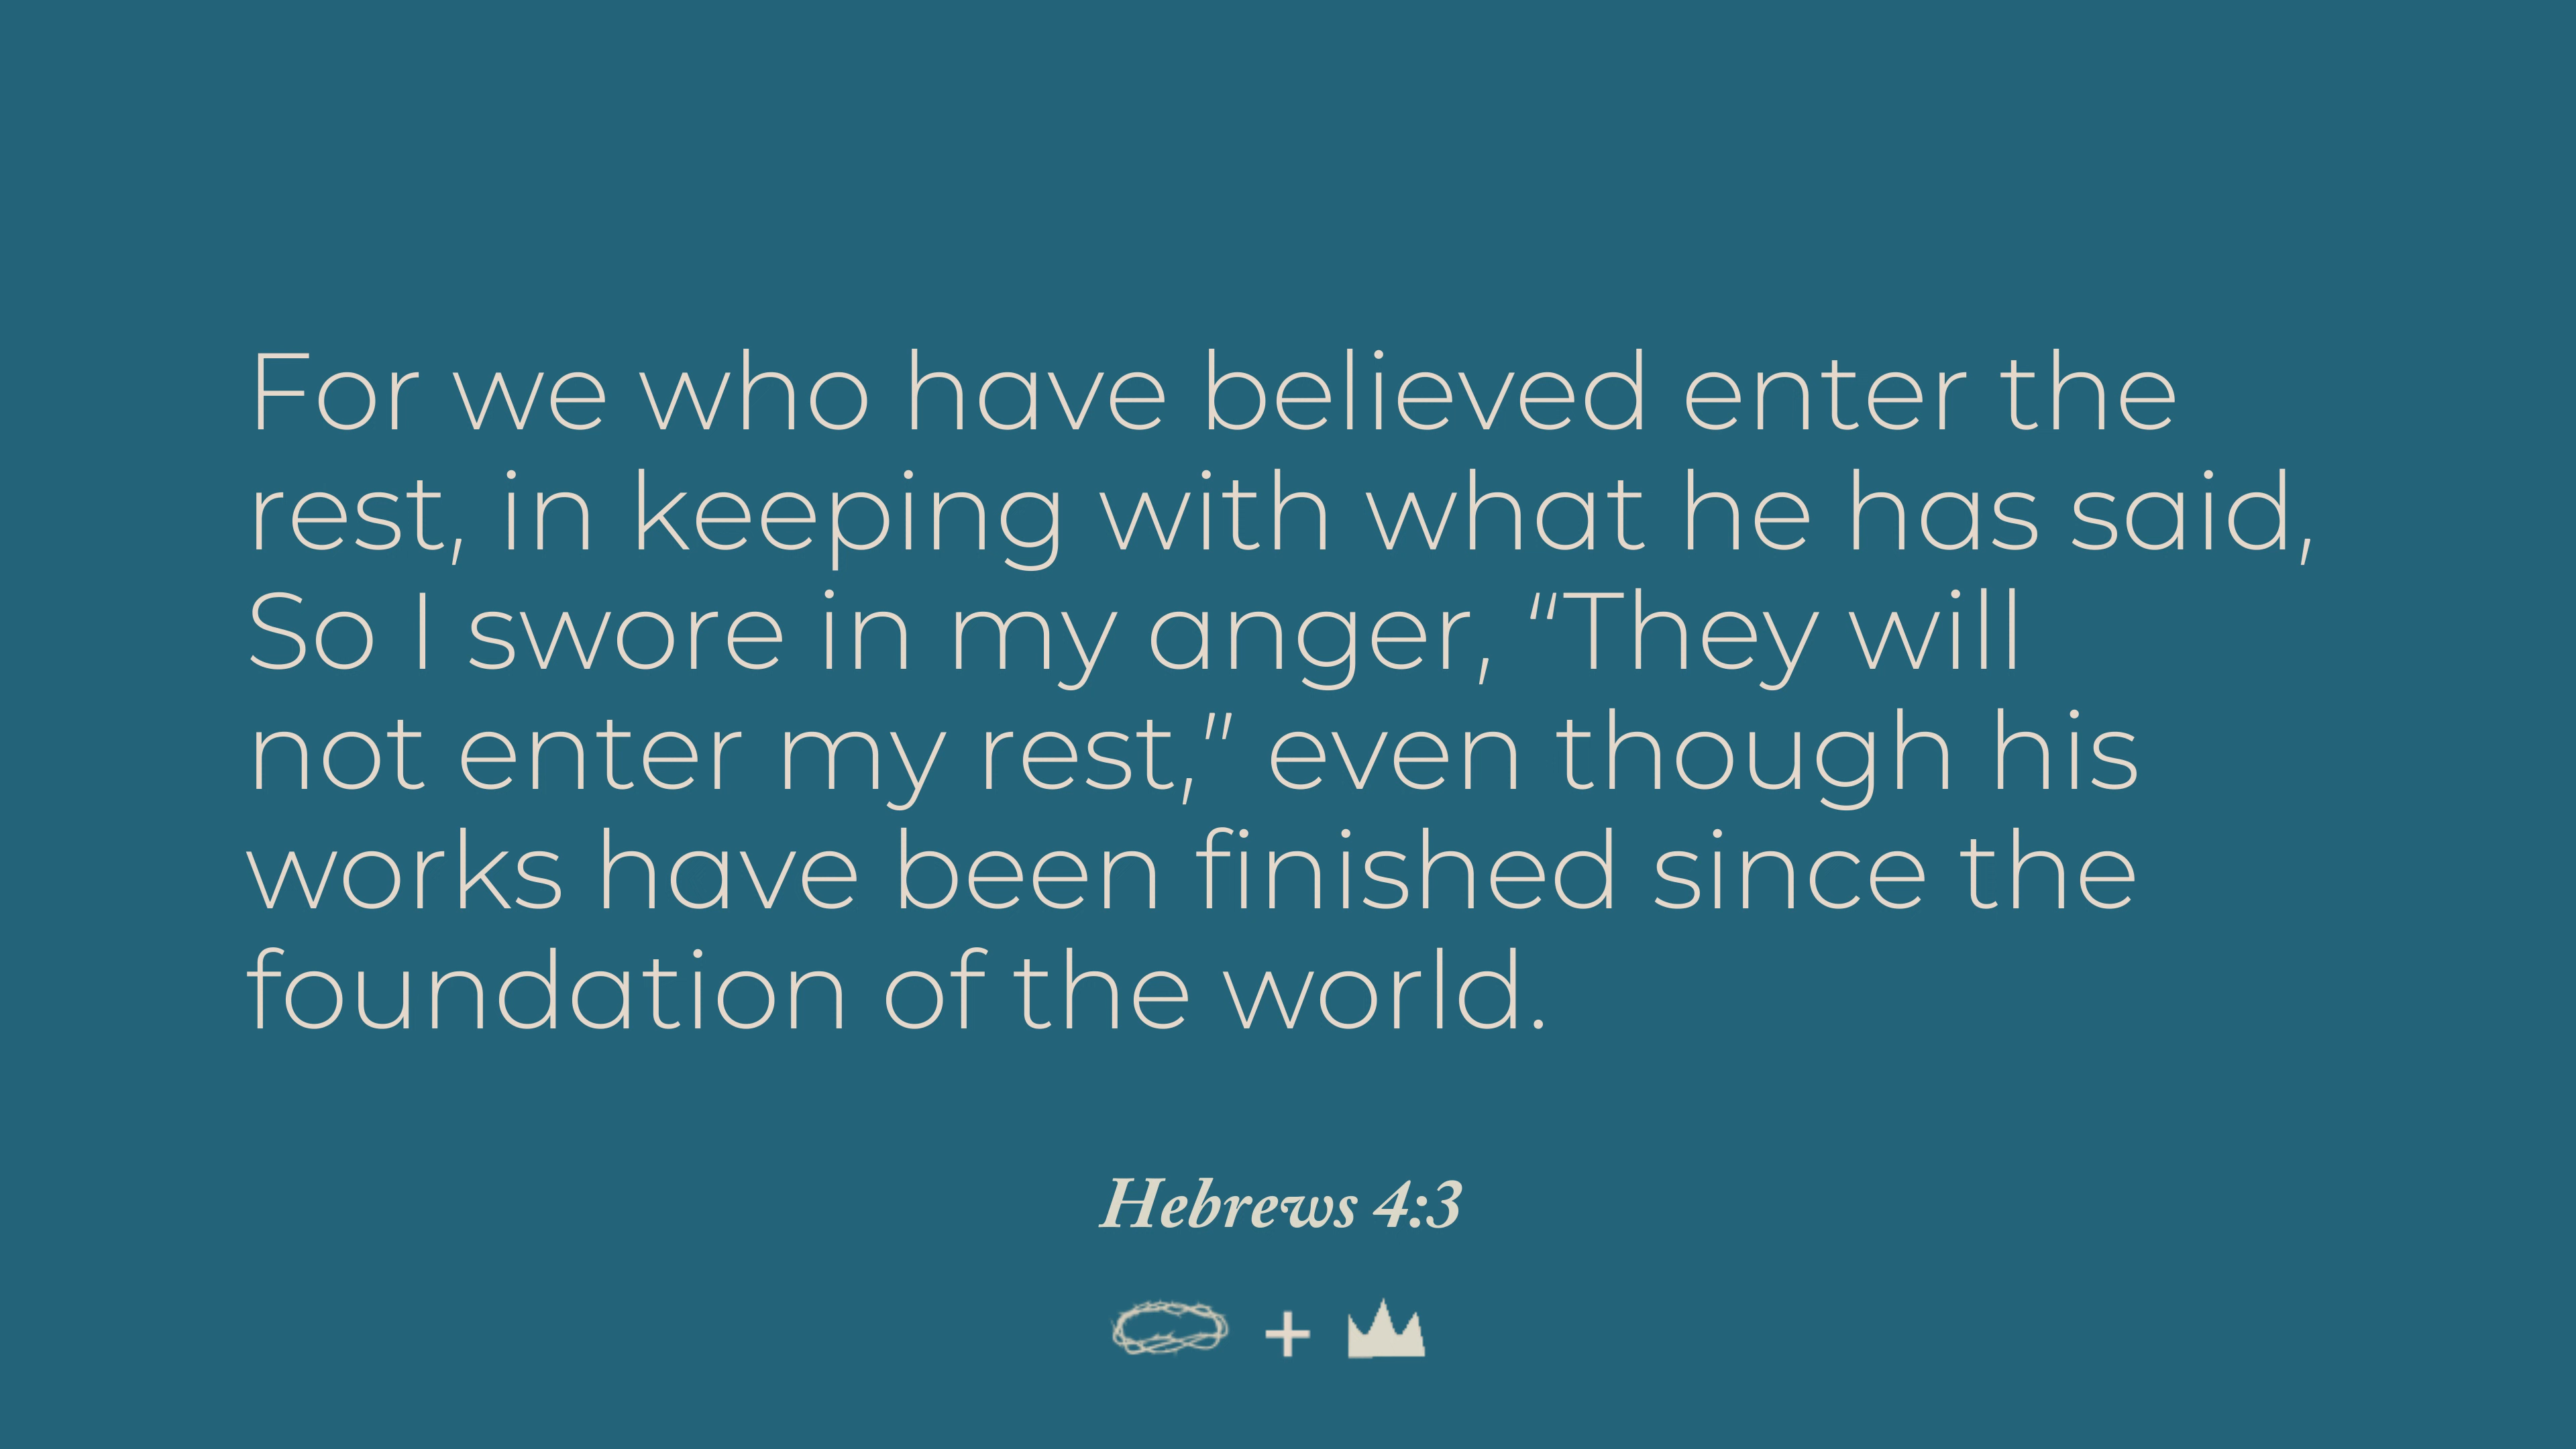 For we who have believed enter the
rest, in keeping with what he has said,
So I swore in my anger, “They will
not enter my rest,” even though his
works have been finished since the
foundation of the world.
Hebrews 4:3
+